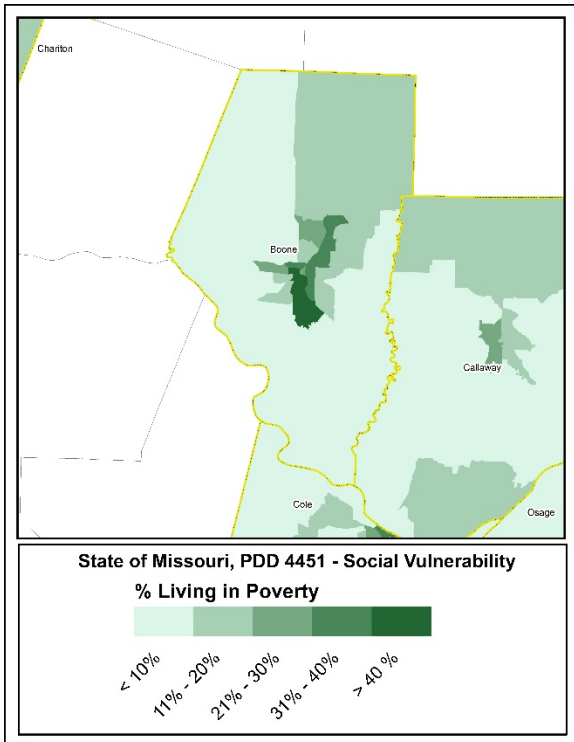 Chariton
Boone
Callaway
Cole
Osage
State of Missouri, PDD 4451 - Social Vulnerability
% Living in Poverty
< 10%
11% - 20%
21% - 30%
31% - 40%
> 40 %